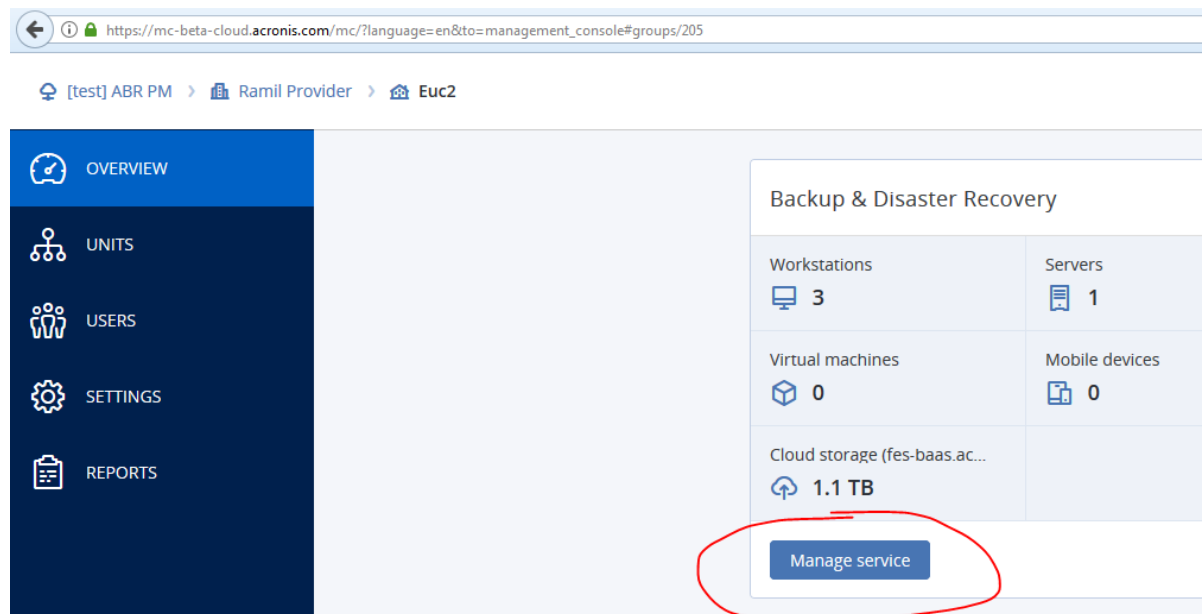 https://mc-beta-cloud.acronis.com/mc/?language=en&to=management_console#groups/205
[test] ABR PM > Ramil Provider > Euc2
OVERVIEW
UNITS
USERS
SETTINGS
REPORTS
Backup & Disaster Recovery
Workstations Servers
3 1
Virtual machines Mobile devices
0 0
Cloud storage (fes-baas.ac...
1.1 TB
Manage service